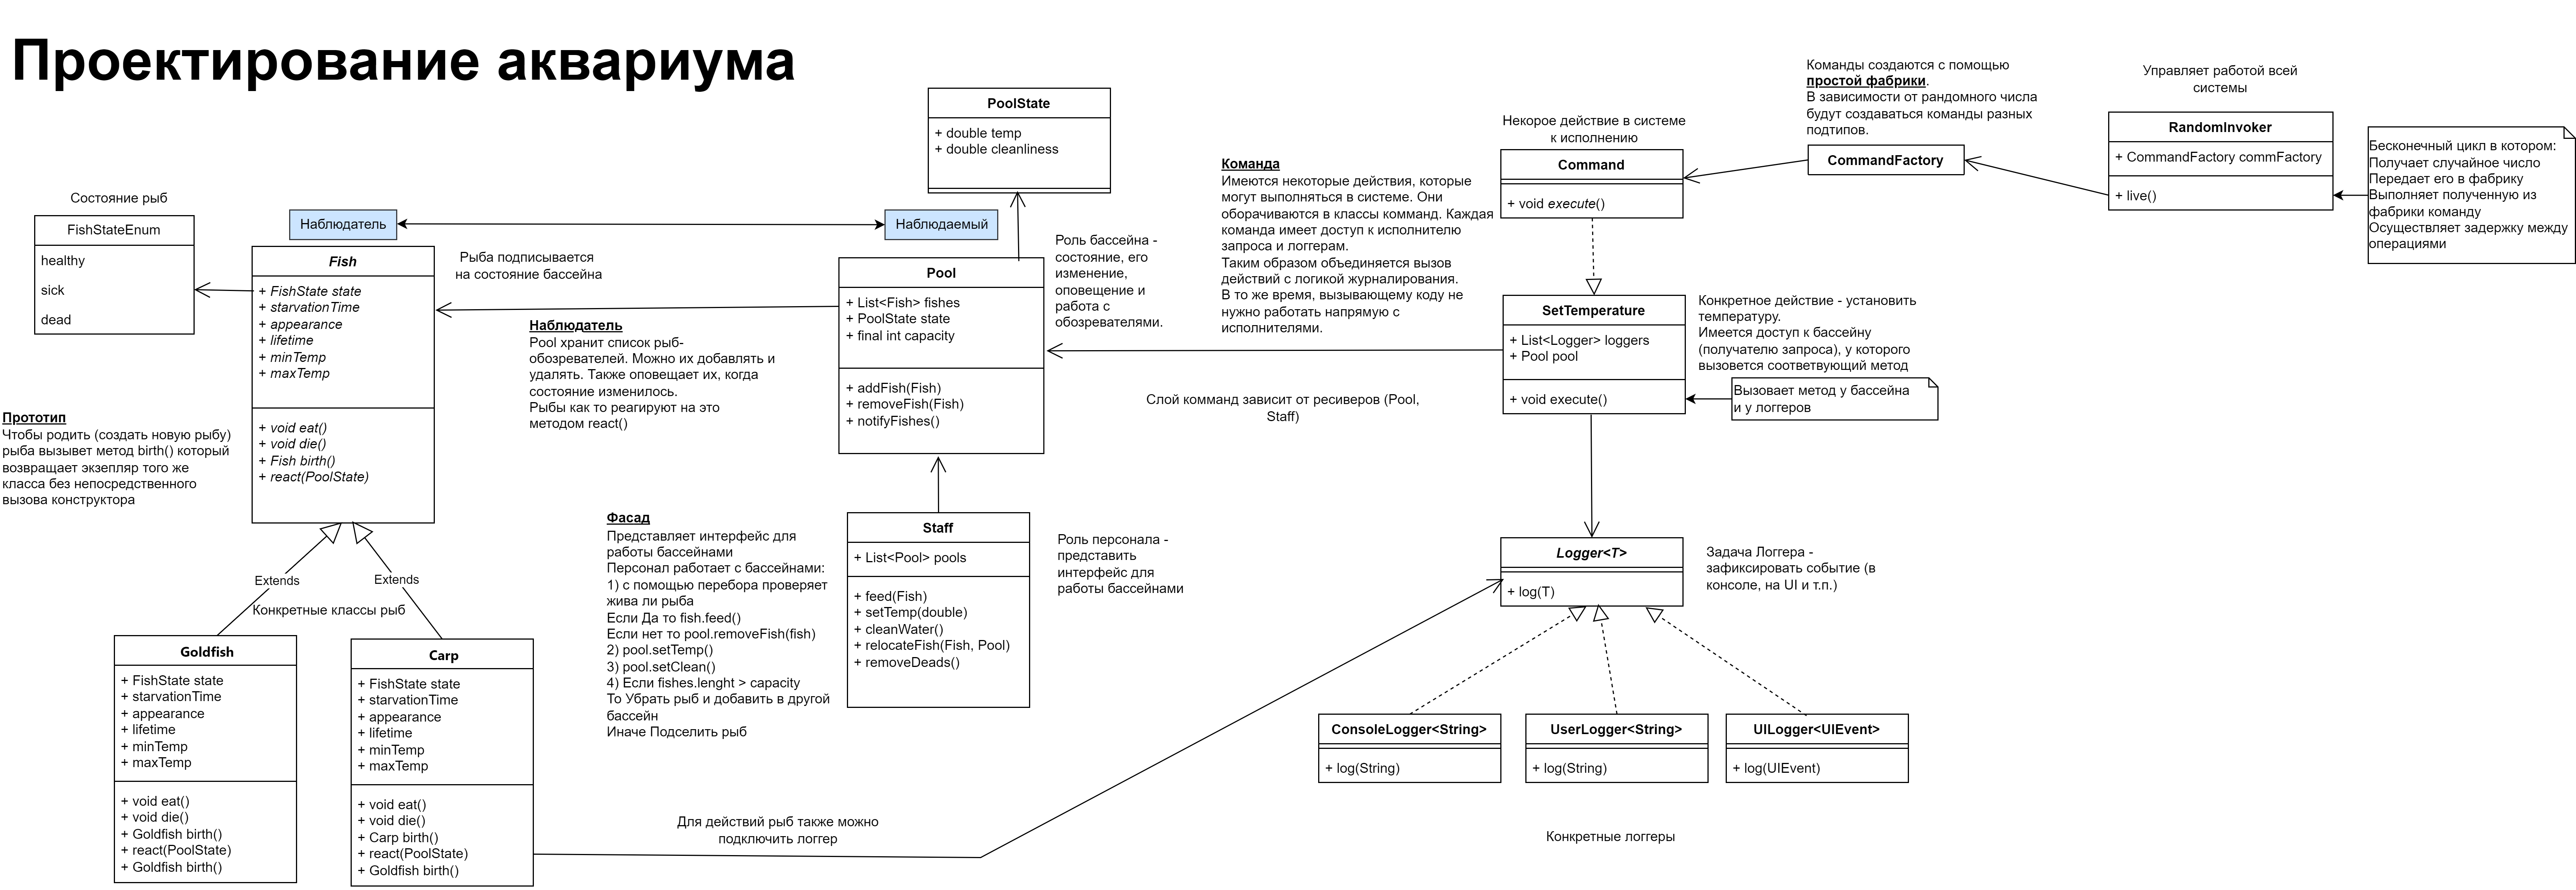 Проектирование аквариума
Состояние рыб
FishStateEnum
healthy
sick
dead
Наблюдатель
Наблюдаемый
Fish
+ FishState state
+ starvationTime
+ appearance
+ lifetime
+ minTemp
+ maxTemp
+ void eat()
+ void die()
+ Fish birth()
+ react(PoolState)
Рыба подписывается
на состояние бассейна
Прототип
Чтобы родить (создать новую рыбу)
рыба вызывет метод birth() который
возвращает экзепляр того же
класса без непосредственного
вызова конструктора
Extends
Extends
Конкретные классы рыб
Goldfish
+ FishState state
+ starvationTime
+ appearance
+ lifetime
+ minTemp
+ maxTemp
+ void eat()
+ void die()
+ Goldfish birth()
+ react(PoolState)
+ Goldfish birth()
Carp
+ FishState state
+ starvationTime
+ appearance
+ lifetime
+ minTemp
+ maxTemp
+ void eat()
+ void die()
+ Carp birth()
+ react(PoolState)
+ Goldfish birth()
Наблюдатель
Pool хранит список рыб-
обозревателей. Можно их добавлять и
удалять. Также оповещает их, когда
состояние изменилось.
Рыбы как то реагируют на это
методом react()
PoolState
+ double temp
+ double cleanliness
Pool
+ List<Fish> fishes
+ PoolState state
+ final int capacity
+ addFish(Fish)
+ removeFish(Fish)
+ notifyFishes()
Роль бассейна -
состояние, его
изменение,
оповещение и
работа с
обозревателями.
Фасад
Представляет интерфейс для
работы бассейнами
Персонал работает с бассейнами:
1) с помощью перебора проверяет
жива ли рыба
Если Да то fish.feed()
Если нет то pool.removeFish(fish)
2) pool.setTemp()
3) pool.setClean()
4) Если fishes.lenght > capacity
То Убрать рыб и добавить в другой
бассейн
Иначе Подселить рыб
Staff
+ List<Pool> pools
+ feed(Fish)
+ setTemp(double)
+ cleanWater()
+ relocateFish(Fish, Pool)
+ removeDeads()
Роль персонала -
представить
интерфейс для
работы бассейнами
Для действий рыб также можно
подключить логгер
Команда
Имеются некоторые действия, которые
могут выполняться в системе. Они
оборачиваются в классы комманд. Каждая
команда имеет доступ к исполнителю
запроса и логгерам.
Таким образом объединяется вызов
действий с логикой журналирования.
В то же время, вызывающему коду не
нужно работать напрямую с
исполнителями.
Слой комманд зависит от ресиверов (Pool,
Staff)
Некорое действие в системе
к исполнению
Command
+ void execute()
SetTemperature
+ List<Logger> loggers
+ Pool pool
+ void execute()
Конкретное действие - установить
температуру.
Имеется доступ к бассейну
(получателю запроса), у которого
вызовется соответвующий метод
Вызовает метод у бассейна
и у логгеров
Logger<T>
+ log(T)
Задача Логгера -
зафиксировать событие (в
консоле, на UI и т.п.)
ConsoleLogger<String>
+ log(String)
UserLogger<String>
+ log(String)
UILogger<UIEvent>
+ log(UIEvent)
Конкретные логгеры
Команды создаются с помощью
простой фабрики.
В зависимости от рандомного числа
будут создаваться команды разных
подтипов.
CommandFactory
Управляет работой всей
системы
RandomInvoker
+ CommandFactory commFactory
+ live()
Бесконечный цикл в котором:
Получает случайное число
Передает его в фабрику
Выполняет полученную из
фабрики команду
Осуществляет задержку между
операциями